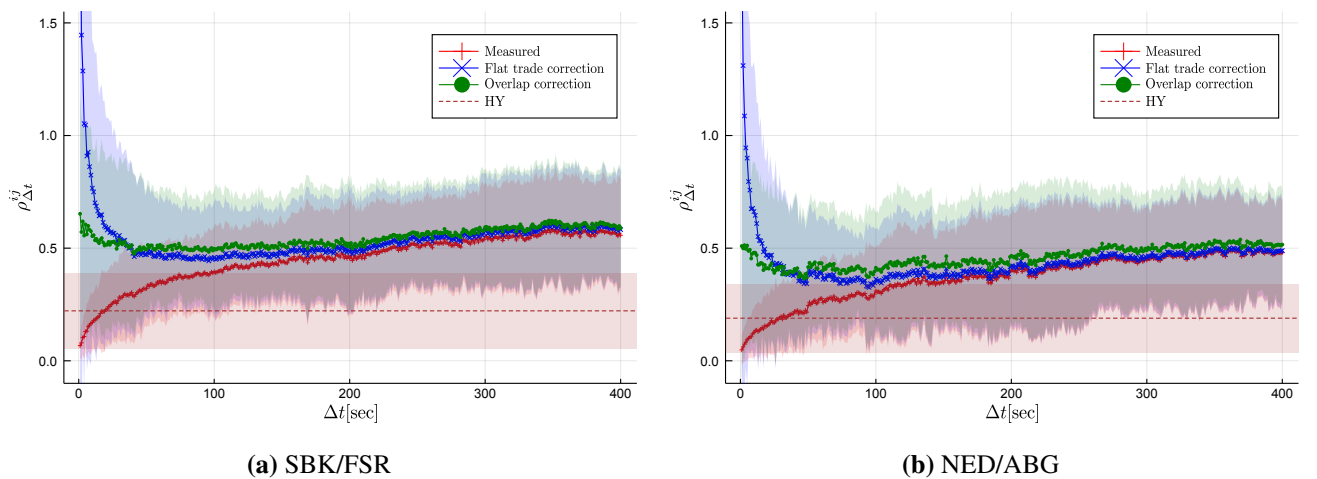 1.5
1.0
0.5
0.0
ρ^{ij}_{Δt}
0 100 200 300 400
Δt[sec]
Measured
Flat trade correction
Overlap correction
HY
(a) SBK/FSR
1.5
1.0
0.5
0.0
ρ^{ij}_{Δt}
0 100 200 300 400
Δt[sec]
Measured
Flat trade correction
Overlap correction
HY
(b) NED/ABG